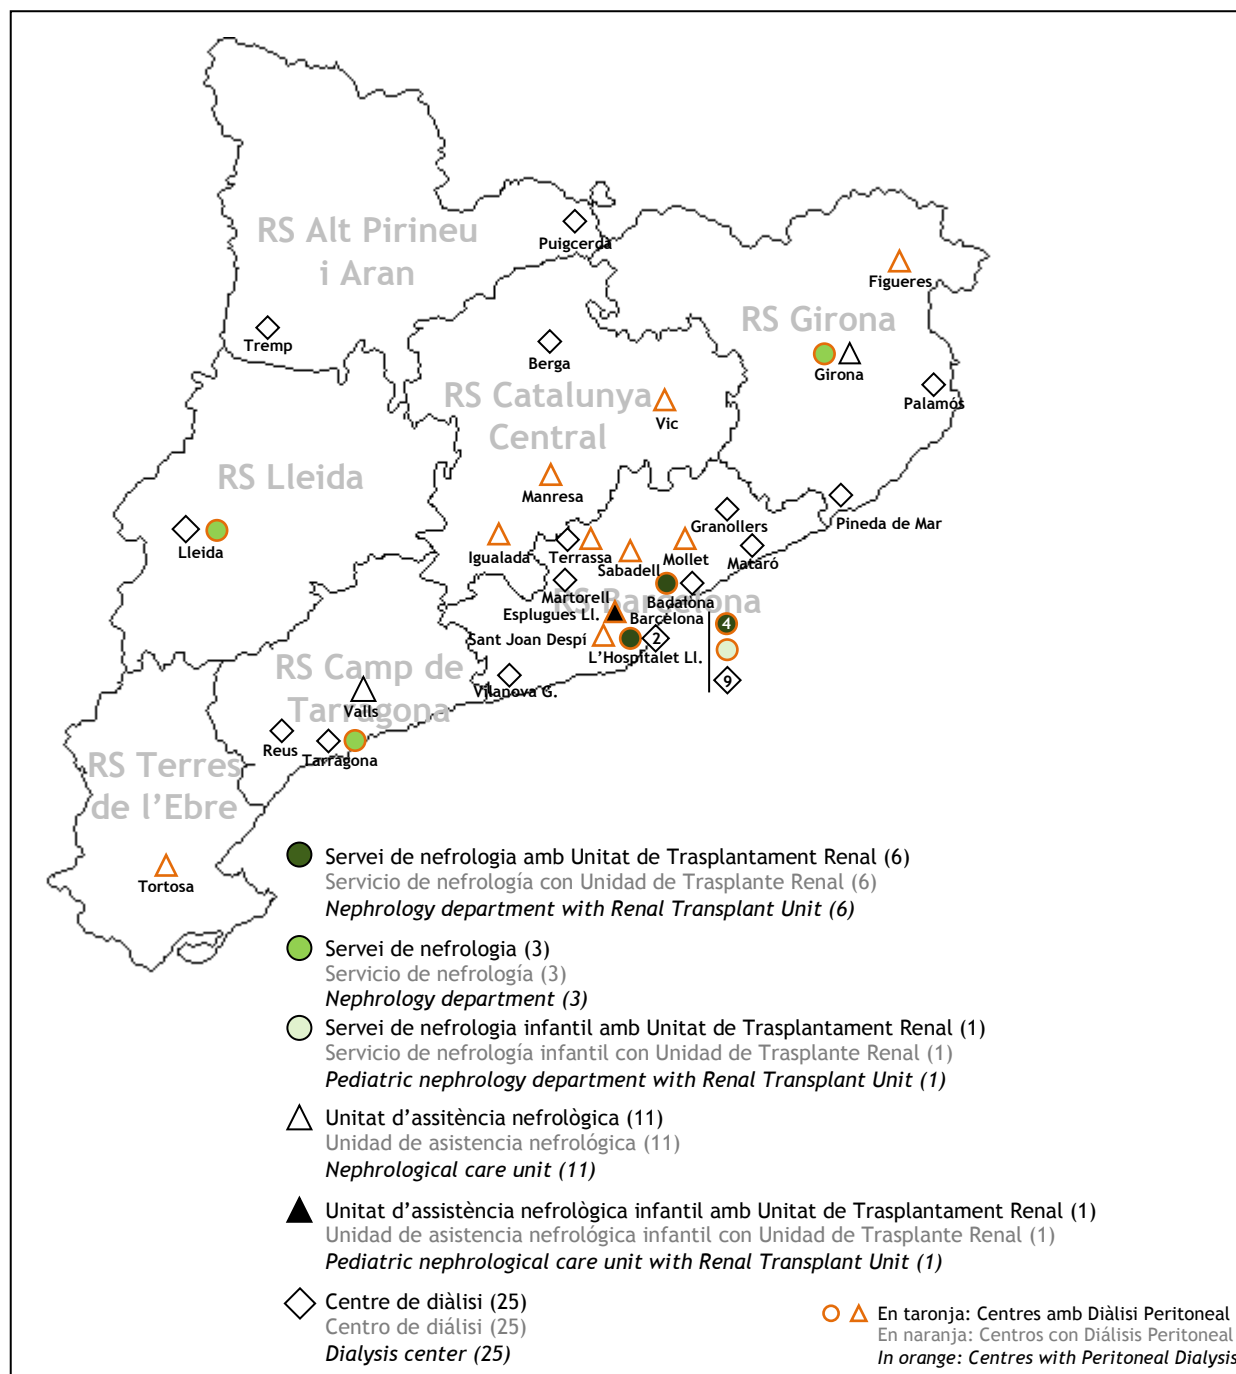 RS Alt Pirineu
i Aran
Puigcerdà
Tremp
Figueres
RS Girona
Girona
Palamós
Berga
RS Catalunya
Central
Vic
Manresa
Igualada
RS Lleida
Lleida
Granollers
Pineda de Mar
Mataró
Terrassa
Sabadell
Mollet
Martorell
RS Barcelona
Badalona
Esplugues Ll.
Barcelona
4
Sant Joan Despí
2
L'Hospitalet Ll.
9
Vilanova G.
RS Camp de
Tarragona
Valls
Reus
Tarragona
RS Terres
de l'Ebre
Tortosa
Servei de nefrologia amb Unitat de Trasplantament Renal (6)
Servicio de nefrología con Unidad de Trasplante Renal (6)
Nephrology department with Renal Transplant Unit (6)
Servei de nefrologia (3)
Servicio de nefrología (3)
Nephrology department (3)
Servei de nefrologia infantil amb Unitat de Trasplantament Renal (1)
Servicio de nefrología infantil con Unidad de Trasplante Renal (1)
Pediatric nephrology department with Renal Transplant Unit (1)
Unitat d'assitència nefrològica (11)
Unidad de asistencia nefrológica (11)
Nephrological care unit (11)
Unitat d'assistència nefrològica infantil amb Unitat de Trasplantament Renal (1)
Unidad de asistencia nefrológica infantil con Unidad de Trasplante Renal (1)
Pediatric nephrological care unit with Renal Transplant Unit (1)
Centre de diàlisi (25)
Centro de diálisi (25)
Dialysis center (25)
En taronja: Centres amb Diàlisi Peritoneal
En naranja: Centros con Diálisis Peritoneal
In orange: Centres with Peritoneal Dialysis